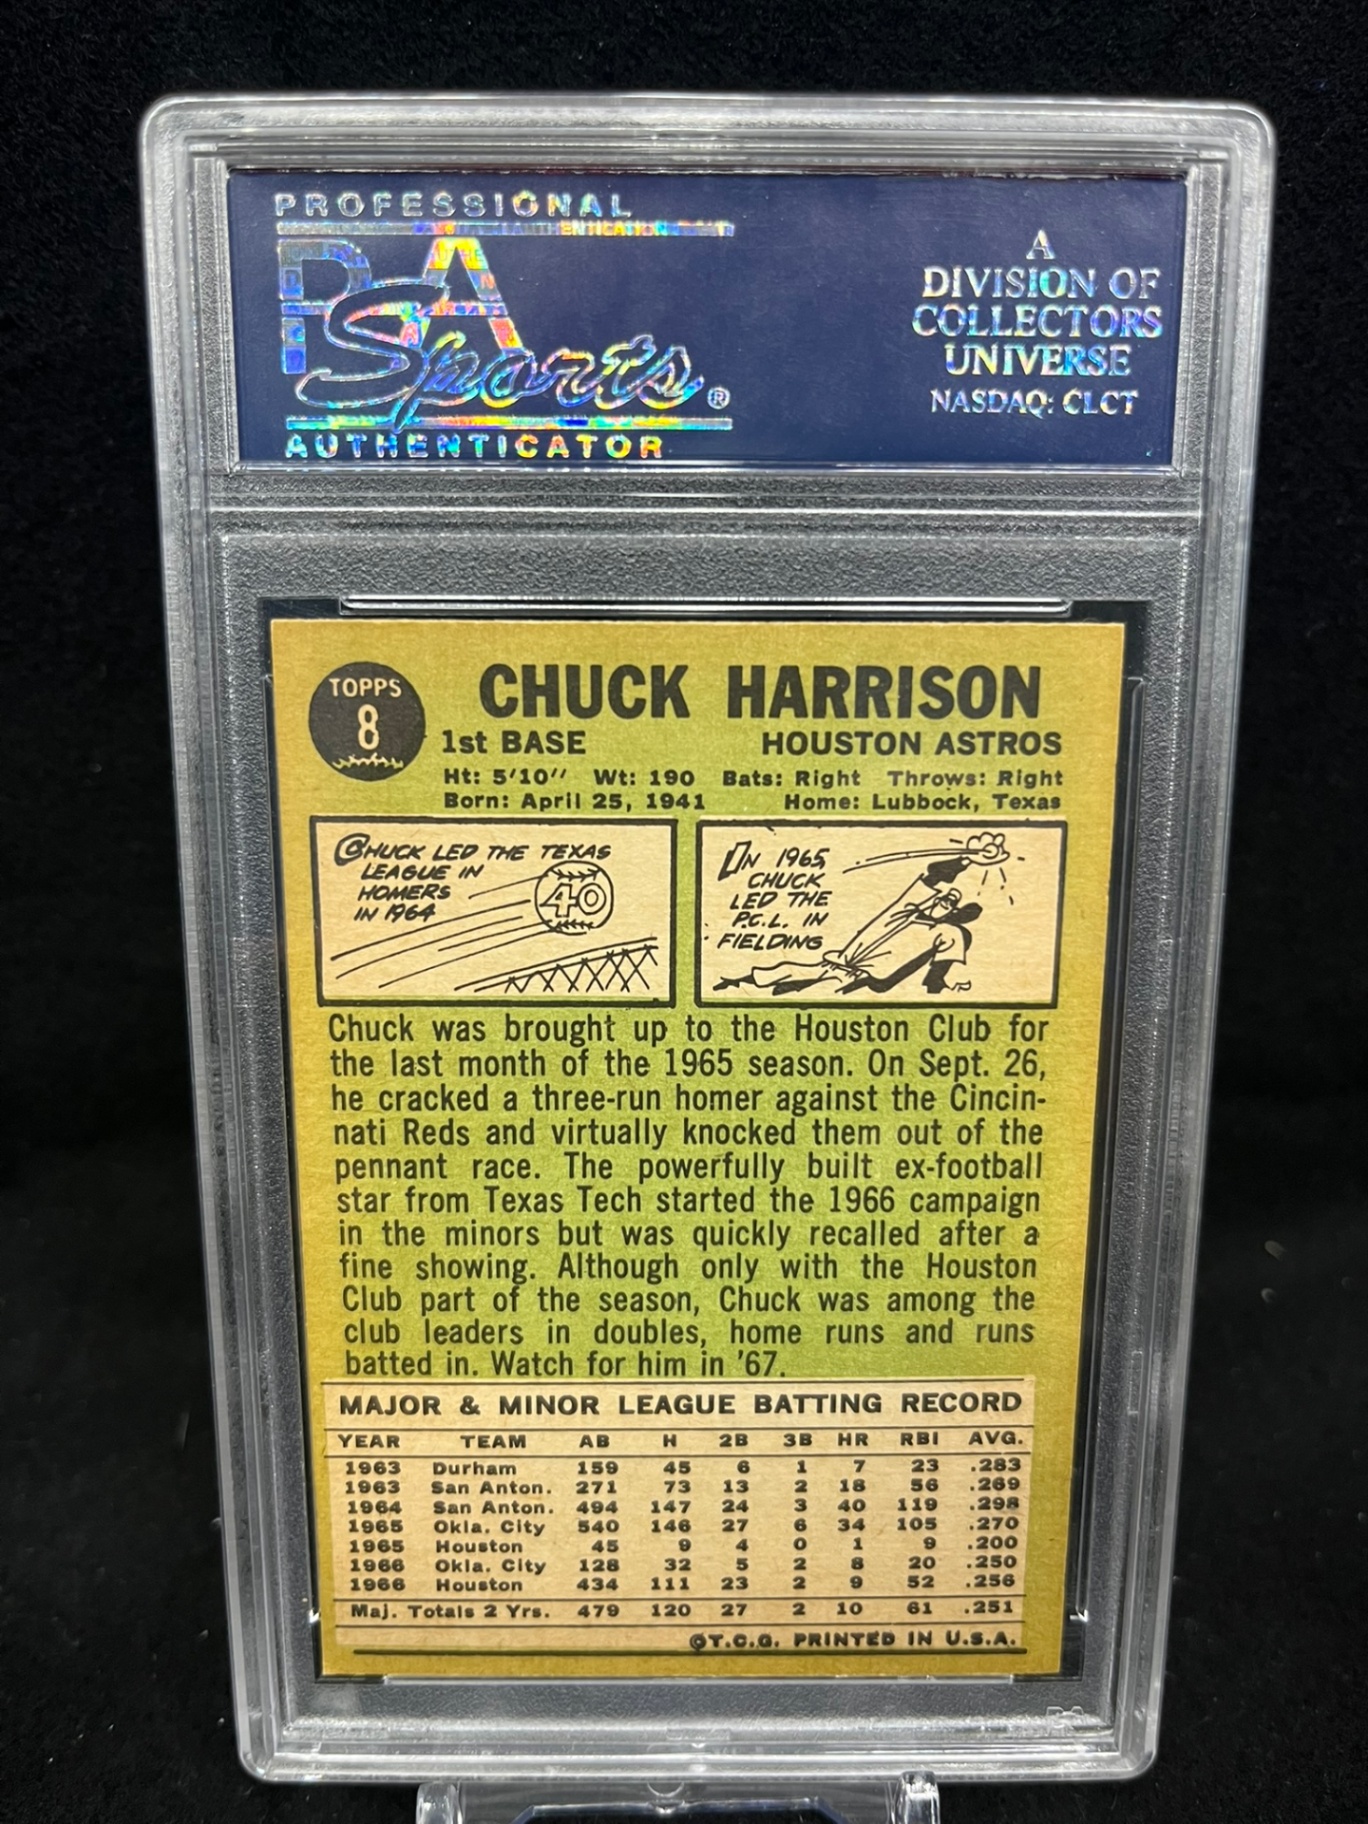 PROFESSIONAL
PSA
Sports®
AUTHENTICATOR
A
DIVISION OF
COLLECTORS
UNIVERSE
NASDAQ: CLCT
TOPPS
8
CHUCK HARRISON
1st BASE HOUSTON ASTROS
Ht: 5'10" Wt: 190 Bats: Right Throws: Right
Born: April 25, 1941 Home: Lubbock, Texas
CHUCK LED THE TEXAS
LEAGUE IN
HOMERS
IN 1964
40
IN 1965,
CHUCK
LED THE
P.C.L. IN
FIELDING
Chuck was brought up to the Houston Club for
the last month of the 1965 season. On Sept. 26,
he cracked a three-run homer against the Cincin-
nati Reds and virtually knocked them out of the
pennant race. The powerfully built ex-football
star from Texas Tech started the 1966 campaign
in the minors but was quickly recalled after a
fine showing. Although only with the Houston
Club part of the season, Chuck was among the
club leaders in doubles, home runs and runs
batted in. Watch for him in '67.
MAJOR & MINOR LEAGUE BATTING RECORD
YEAR TEAM AB H 2B 3B HR RBI AVG.
1963 Durham 159 45 6 1 7 23 .283
1963 San Anton. 271 73 13 2 18 56 .269
1964 San Anton. 494 147 24 3 40 119 .298
1965 Okla. City 540 146 27 6 34 105 .270
1965 Houston 45 9 4 0 1 9 .200
1966 Okla. City 128 32 5 2 8 20 .250
1966 Houston 434 111 23 2 9 52 .256
Maj. Totals 2 Yrs. 479 120 27 2 10 61 .251
©T.C.G. PRINTED IN U.S.A.